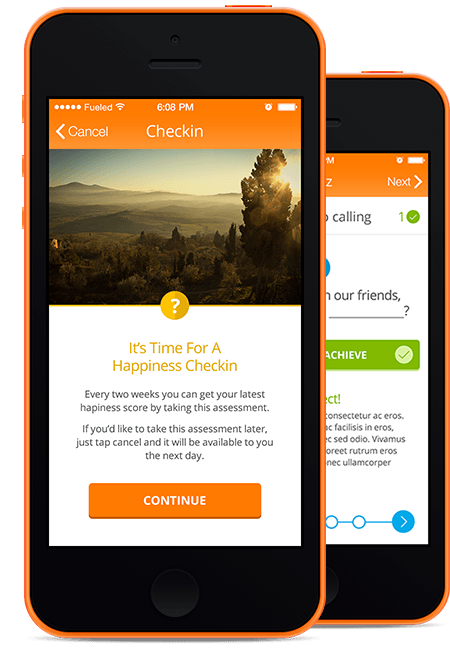 Fueled 6:08 PM
Cancel Checkin
?
It's Time For A
Happiness Checkin
Every two weeks you can get your latest
hapiness score by taking this assessment.
If you'd like to take this assessment later,
just tap cancel and it will be available to you
the next day.
CONTINUE
PM
Next
calling 1
our friends,
?
ACHIEVE
consectetur ac eros.
ac facilisis in eros,
nec sed odio. Vivamus
laoreet rutrum eros
donec ullamcorper